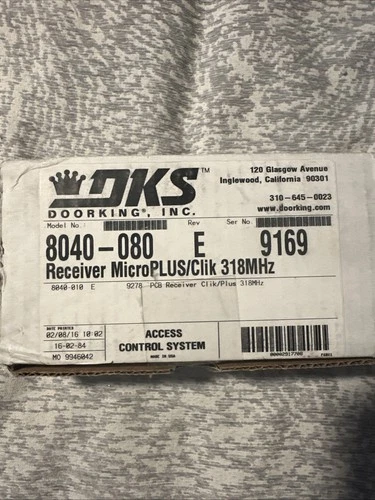 DKS™
DOORKING®, INC.
120 Glasgow Avenue
Inglewood, California 90301
310-645-0023
www.doorking.com
Model No.: Rev Ser No.
8040-080 E 9169
Receiver MicroPLUS/Clik 318MHz
8040-010 E 9278 PCB Receiver Clik/Plus 318MHz
DATE PRINTED
02/08/16 10:02
16-02-84
MO 9946042
ACCESS
CONTROL SYSTEM
MADE IN USA